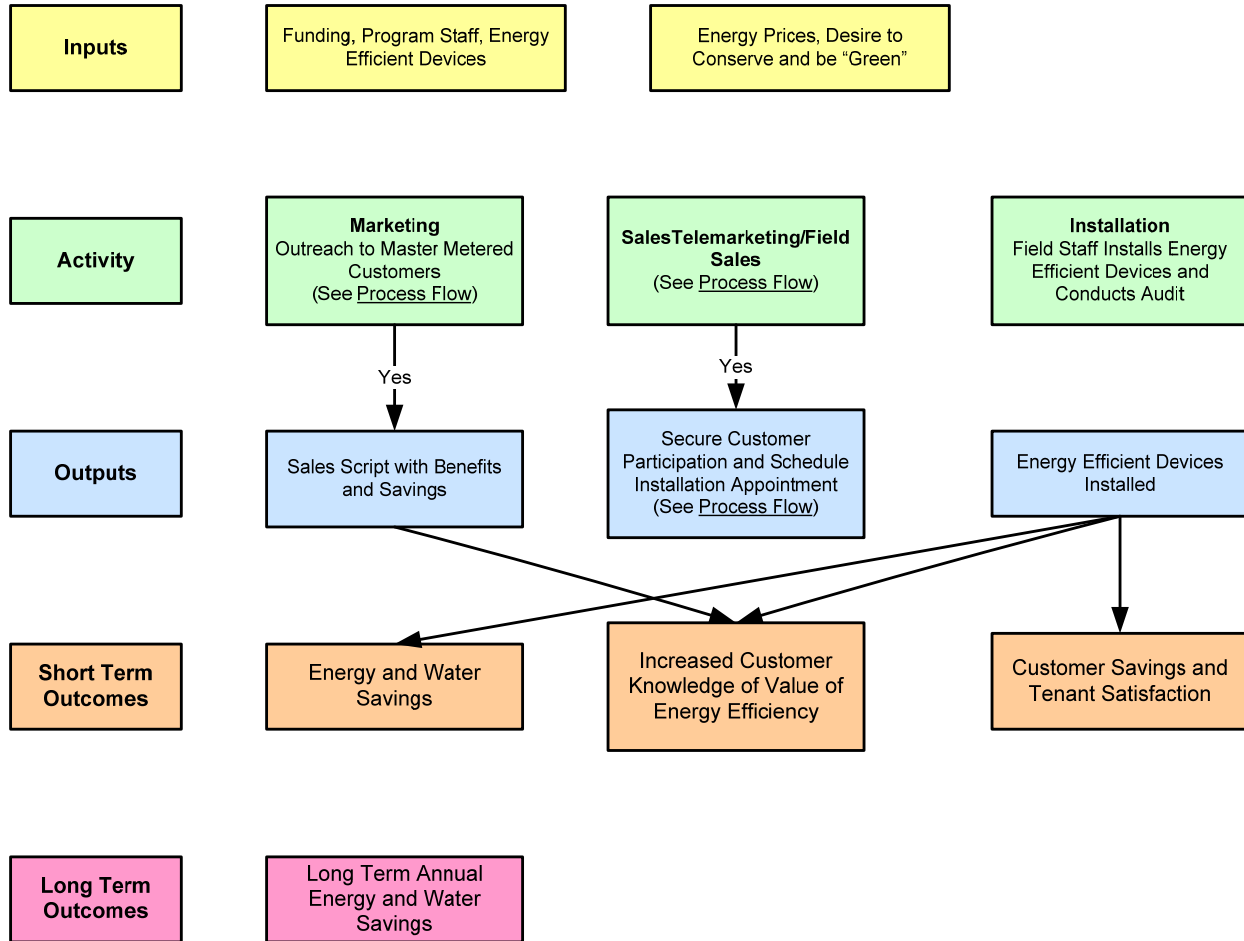 Inputs
Funding, Program Staff, Energy
Efficient Devices
Energy Prices, Desire to
Conserve and be “Green”
Activity
Marketing
Outreach to Master Metered
Customers
(See Process Flow)
SalesTelemarketing/Field
Sales
(See Process Flow)
Installation
Field Staff Installs Energy
Efficient Devices and
Conducts Audit
Yes
Yes
Outputs
Sales Script with Benefits
and Savings
Secure Customer
Participation and Schedule
Installation Appointment
(See Process Flow)
Energy Efficient Devices
Installed
Short Term
Outcomes
Energy and Water
Savings
Increased Customer
Knowledge of Value of
Energy Efficiency
Customer Savings and
Tenant Satisfaction
Long Term
Outcomes
Long Term Annual
Energy and Water
Savings